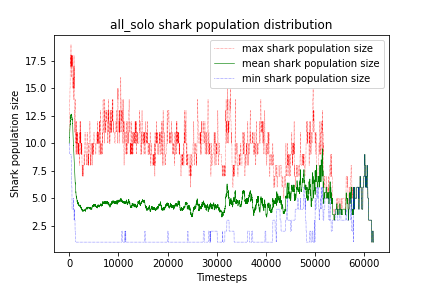 all_solo shark population distribution
max shark population size
mean shark population size
min shark population size
Shark population size
17.5
15.0
12.5
10.0
7.5
5.0
2.5
0 10000 20000 30000 40000 50000 60000
Timesteps